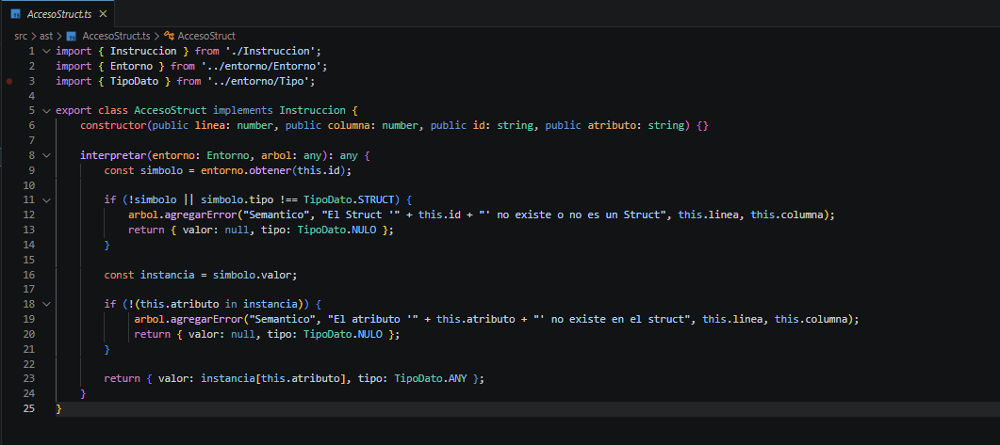 TS AccesoStruct.ts ×
src > ast > TS AccesoStruct.ts > AccesoStruct
1 import { Instruccion } from './Instruccion';
2 import { Entorno } from '../entorno/Entorno';
3 import { TipoDato } from '../entorno/Tipo';
4
5 export class AccesoStruct implements Instruccion {
6     constructor(public linea: number, public columna: number, public id: string, public atributo: string) {}
7
8     interpretar(entorno: Entorno, arbol: any): any {
9         const simbolo = entorno.obtener(this.id);
10
11         if (!simbolo || simbolo.tipo !== TipoDato.STRUCT) {
12             arbol.agregarError("Semantico", "El Struct '" + this.id + "' no existe o no es un Struct", this.linea, this.columna);
13             return { valor: null, tipo: TipoDato.NULO };
14         }
15
16         const instancia = simbolo.valor;
17
18         if (!(this.atributo in instancia)) {
19              arbol.agregarError("Semantico", "El atributo '" + this.atributo + "' no existe en el struct", this.linea, this.columna);
20              return { valor: null, tipo: TipoDato.NULO };
21         }
22
23         return { valor: instancia[this.atributo], tipo: TipoDato.ANY };
24     }
25 }